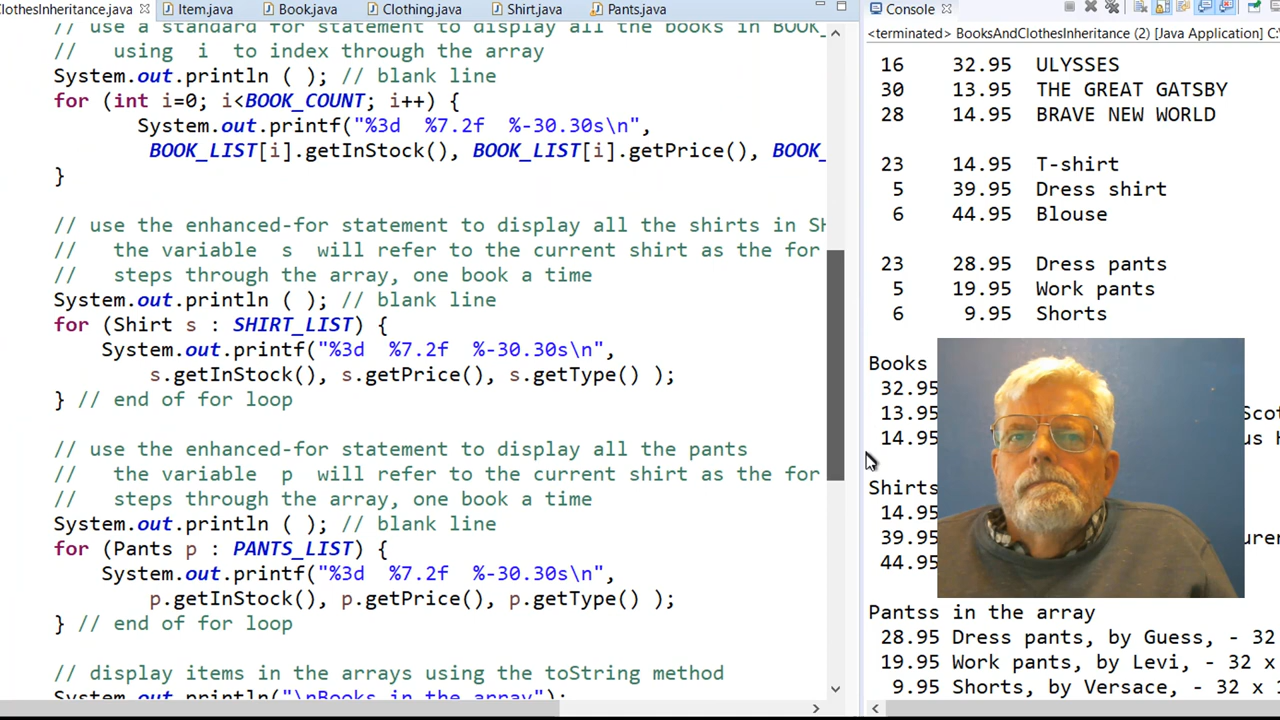 ClothesInheritance.java Item.java Book.java Clothing.java Shirt.java Pants.java
// use a standard for statement to display all the books in BOOK_
// using i to index through the array
System.out.println ( ); // blank line
for (int i=0; i<BOOK_COUNT; i++) {
System.out.printf("%3d %7.2f %-30.30s\n",
BOOK_LIST[i].getInStock(), BOOK_LIST[i].getPrice(), BOOK_
}
// use the enhanced-for statement to display all the shirts in SH
// the variable s will refer to the current shirt as the for
// steps through the array, one book a time
System.out.println ( ); // blank line
for (Shirt s : SHIRT_LIST) {
System.out.printf("%3d %7.2f %-30.30s\n",
s.getInStock(), s.getPrice(), s.getType() );
} // end of for loop
// use the enhanced-for statement to display all the pants
// the variable p will refer to the current shirt as the for
// steps through the array, one book a time
System.out.println ( ); // blank line
for (Pants p : PANTS_LIST) {
System.out.printf("%3d %7.2f %-30.30s\n",
p.getInStock(), p.getPrice(), p.getType() );
} // end of for loop
// display items in the arrays using the toString method
System.out.println("\nBooks in the array");
Console
<terminated> BooksAndClothesInheritance (2) [Java Application] C:
16 32.95 ULYSSES
30 13.95 THE GREAT GATSBY
28 14.95 BRAVE NEW WORLD
23 14.95 T-shirt
5 39.95 Dress shirt
6 44.95 Blouse
23 28.95 Dress pants
5 19.95 Work pants
6 9.95 Shorts
Books
32.95
13.95 Scot
14.95 us H
Shirts
14.95
39.95 urer
44.95
Pantss in the array
28.95 Dress pants, by Guess, - 32
19.95 Work pants, by Levi, - 32 x
9.95 Shorts, by Versace, - 32 x 1